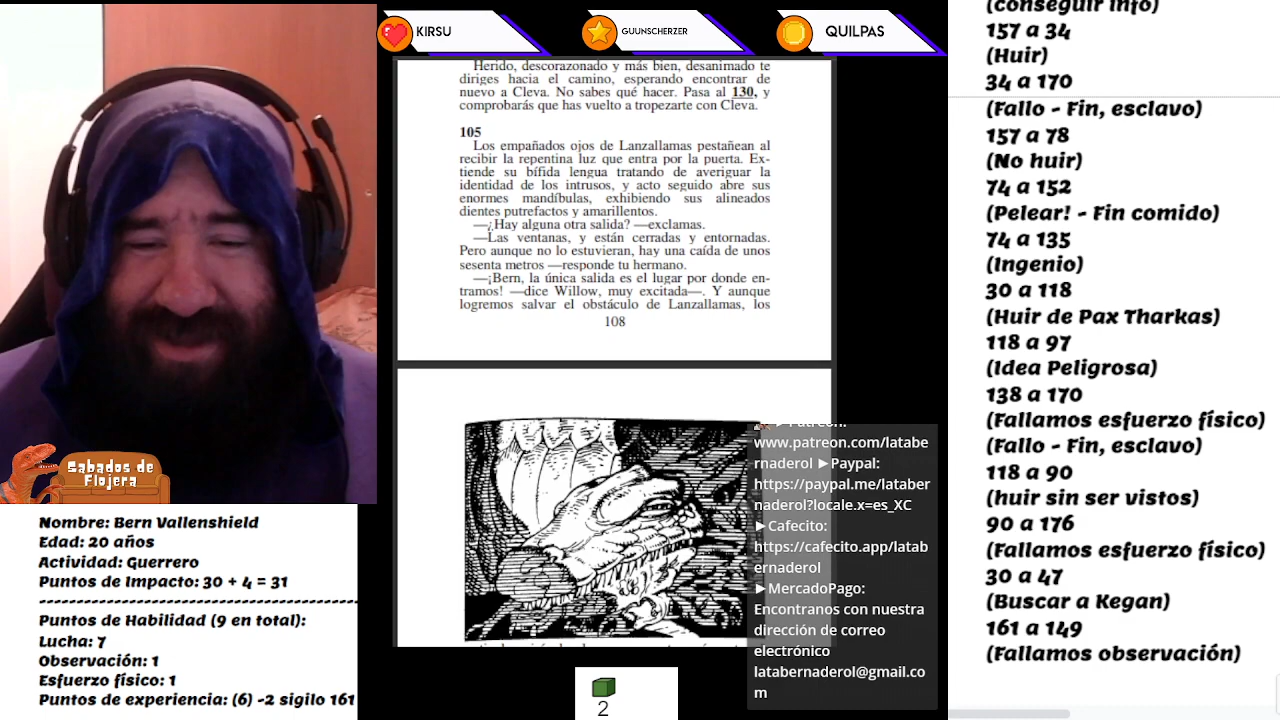 KIRSU
GUUNSCHERZER
QUILPAS
Herido, descorazonado y más bien, desanimado te
diriges hacia el camino, esperando encontrar de
nuevo a Cleva. No sabes qué hacer. Pasa al 130, y
comprobarás que has vuelto a tropezarte con Cleva.
105
Los empañados ojos de Lanzallamas pestañean al
recibir la repentina luz que entra por la puerta. Ex-
tiende su bífida lengua tratando de averiguar la
identidad de los intrusos, y acto seguido abre sus
enormes mandíbulas, exhibiendo sus alineados
dientes putrefactos y amarillentos.
—¿Hay alguna otra salida? —exclamas.
—Las ventanas, y están cerradas y entornadas.
Pero aunque no lo estuvieran, hay una caída de unos
sesenta metros —responde tu hermano.
—¡Bern, la única salida es el lugar por donde en-
tramos! —dice Willow, muy excitada—. Y aunque
logremos salvar el obstáculo de Lanzallamas, los
108
►Patreon:
www.patreon.com/latabe
rnaderol ►Paypal:
https://paypal.me/lataber
naderol?locale.x=es_XC
►Cafecito:
https://cafecito.app/latab
ernaderol
►MercadoPago:
Encontranos con nuestra
dirección de correo
electrónico
latabernaderol@gmail.co
m
2
Sabados de
Flojera
Nombre: Bern Vallenshield
Edad: 20 años
Actividad: Guerrero
Puntos de Impacto: 30 + 4 = 31
Puntos de Habilidad (9 en total):
Lucha: 7
Observación: 1
Esfuerzo físico: 1
Puntos de experiencia: (6) -2 sigilo 161
(conseguir info)
157 a 34
(Huir)
34 a 170
(Fallo - Fin, esclavo)
157 a 78
(No huir)
74 a 152
(Pelear! - Fin comido)
74 a 135
(Ingenio)
30 a 118
(Huir de Pax Tharkas)
118 a 97
(Idea Peligrosa)
138 a 170
(Fallamos esfuerzo físico)
(Fallo - Fin, esclavo)
118 a 90
(huir sin ser vistos)
90 a 176
(Fallamos esfuerzo físico)
30 a 47
(Buscar a Kegan)
161 a 149
(Fallamos observación)